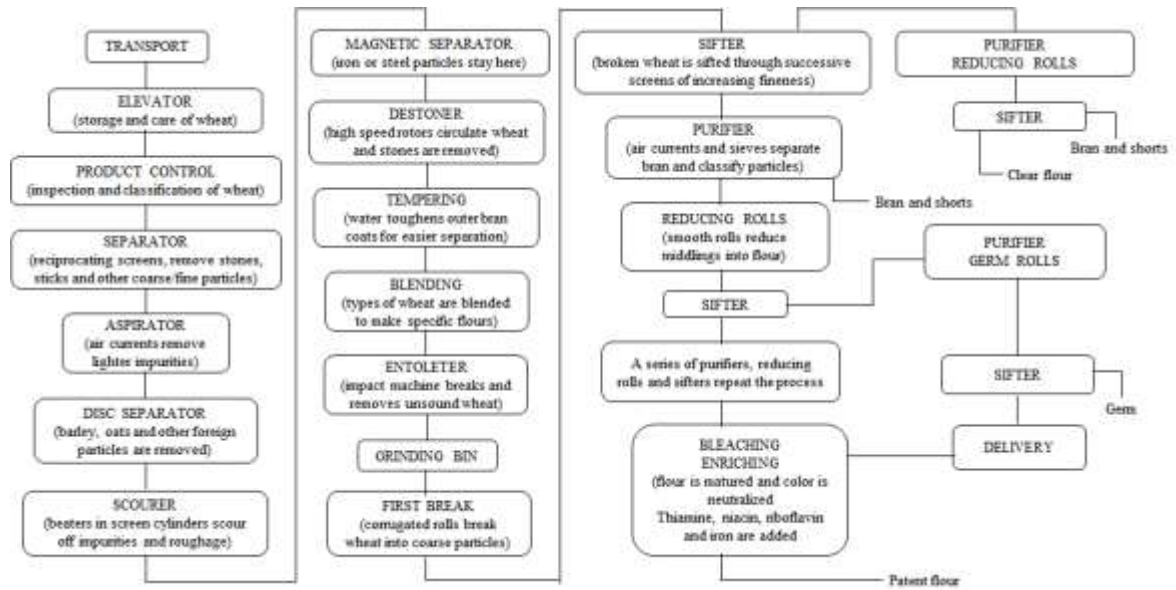 TRANSPORT
ELEVATOR
(storage and care of wheat)
PRODUCT CONTROL
(inspection and classification of wheat)
SEPARATOR
(reciprocating screens, remove stones,
sticks and other coarse/fine particles)
ASPIRATOR
(air currents remove
lighter impurities)
DISC SEPARATOR
(barley, oats and other foreign
particles are removed)
SCOURER
(beaters in screen cylinders scour
off impurities and roughage)
MAGNETIC SEPARATOR
(iron or steel particles stay here)
DESTONER
(high speed rotors circulate wheat
and stones are removed)
TEMPERING
(water toughens outer bran
coats for easier separation)
BLENDING
(types of wheat are blended
to make specific flours)
ENTOLETER
(impact machine breaks and
removes unsound wheat)
GRINDING BIN
FIRST BREAK
(corrugated rolls break
wheat into coarse particles)
SIFTER
(broken wheat is sifted through successive
screens of increasing fineness)
PURIFIER
(air currents and sieves separate
bran and classify particles)
Bran and shorts
REDUCING ROLLS
(smooth rolls reduce
middlings into flour)
SIFTER
A series of purifiers, reducing
rolls and sifters repeat the process
BLEACHING
ENRICHING
(flour is matured and color is
neutralized
Thiamine, niacin, riboflavin
and iron are added)
Patent flour
PURIFIER
REDUCING ROLLS
SIFTER
Bran and shorts
Clear flour
PURIFIER
GERM ROLLS
SIFTER
Germ
DELIVERY